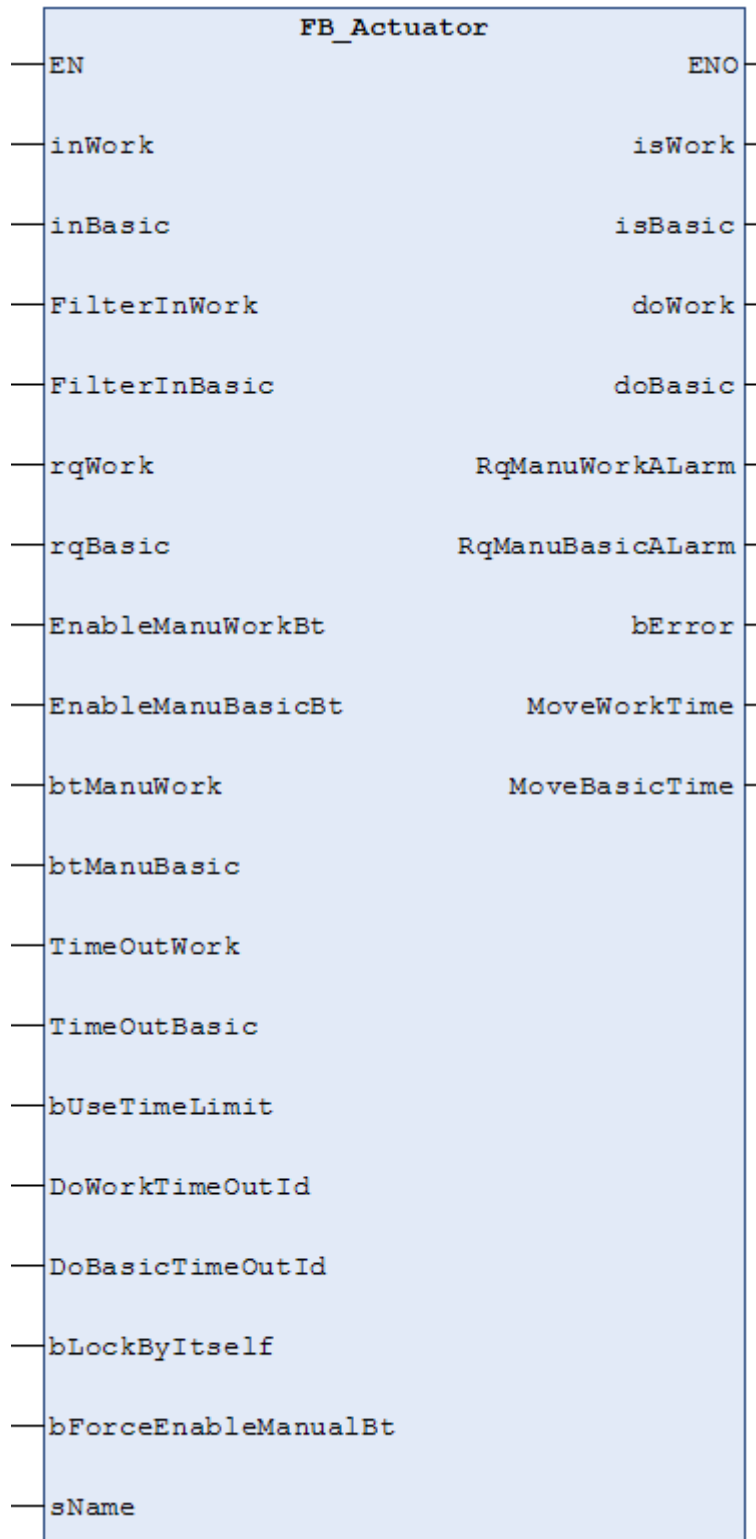 FB_Actuator
EN ENO
inWork isWork
inBasic isBasic
FilterInWork doWork
FilterInBasic doBasic
rqWork RqManuWorkALarm
rqBasic RqManuBasicALarm
EnableManuWorkBt bError
EnableManuBasicBt MoveWorkTime
btManuWork MoveBasicTime
btManuBasic
TimeOutWork
TimeOutBasic
bUseTimeLimit
DoWorkTimeOutId
DoBasicTimeOutId
bLockByItself
bForceEnableManualBt
sName